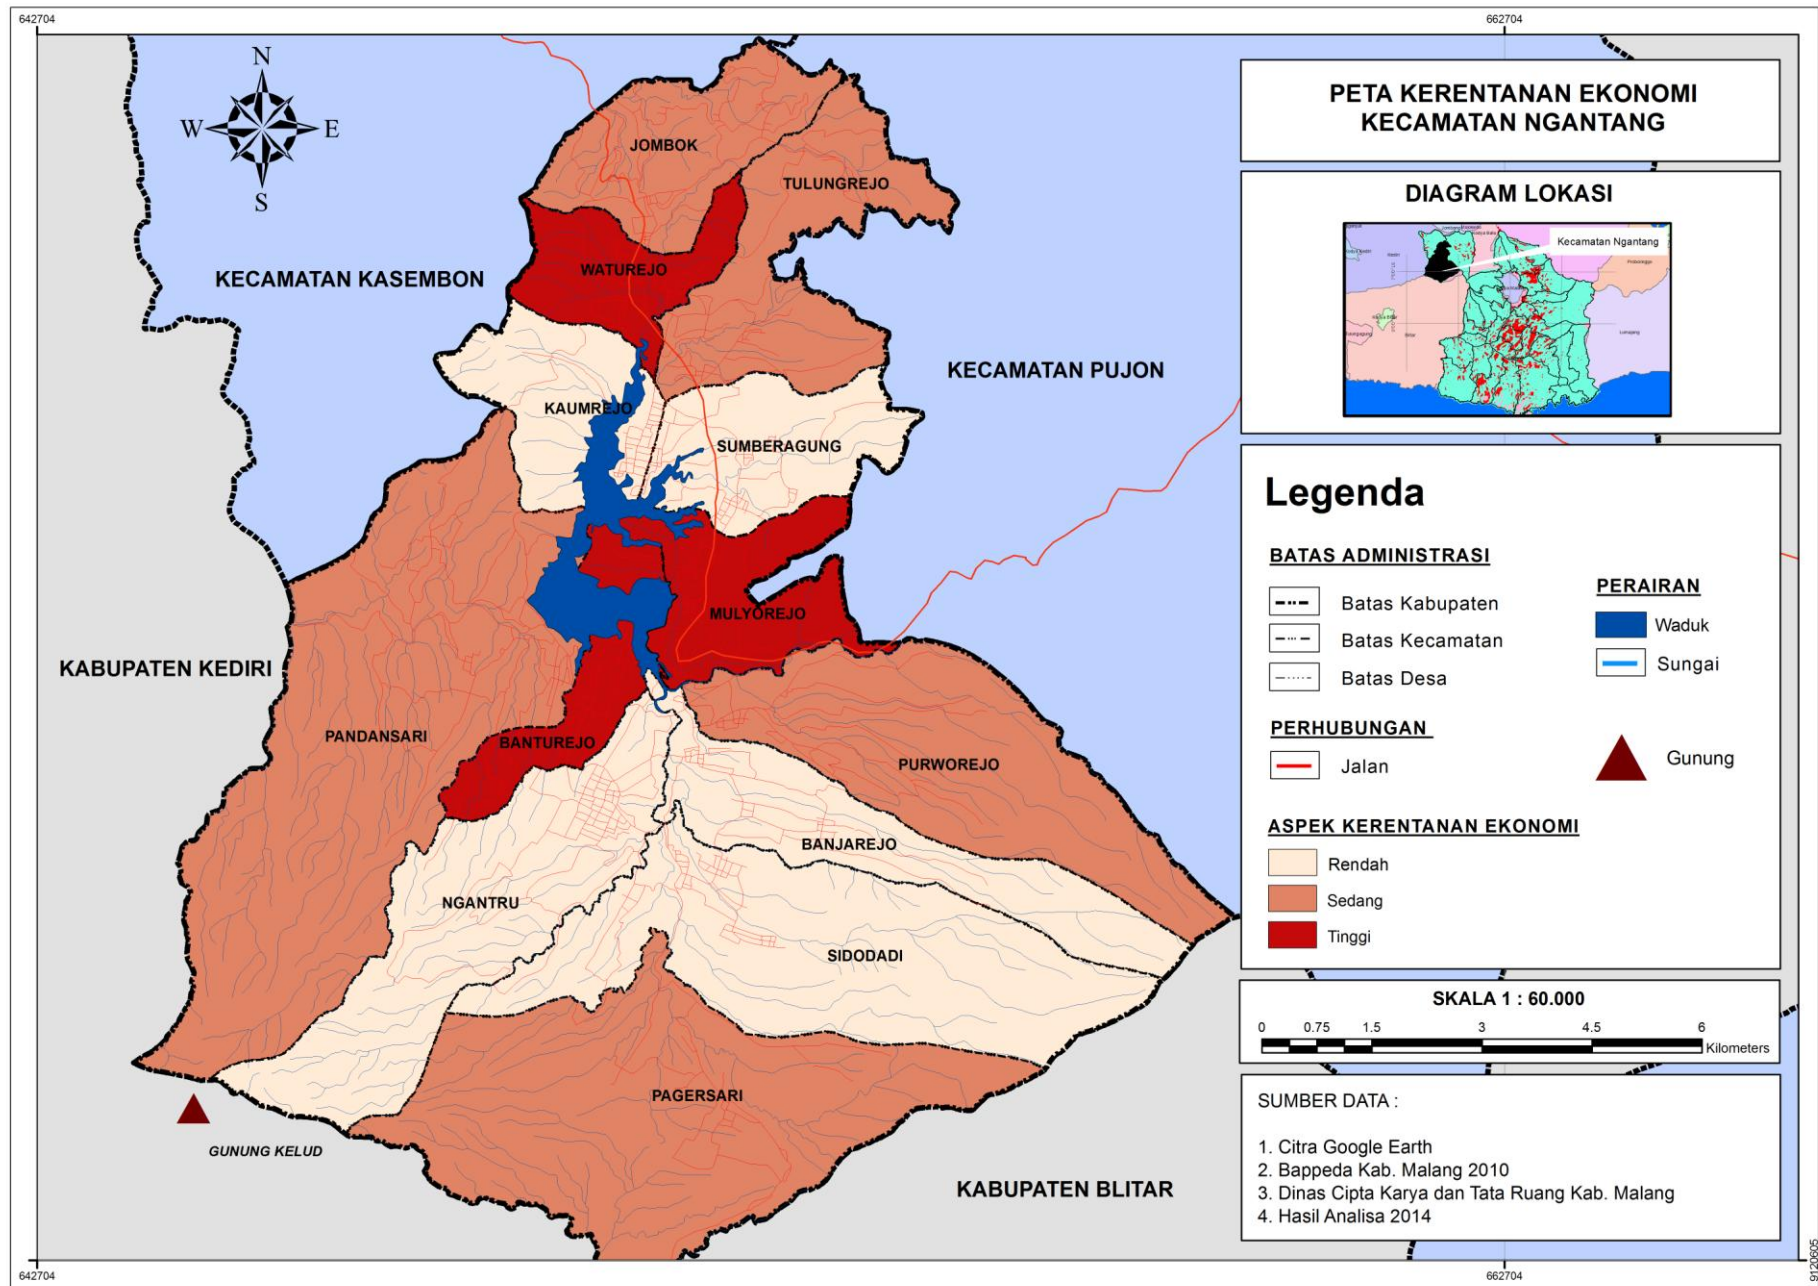 642704
662704
N
W
E
S
JOMBOK
TULUNGREJO
WATUREJO
KECAMATAN KASEMBON
KECAMATAN PUJON
KAUMREJO
SUMBERAGUNG
MULYOREJO
KABUPATEN KEDIRI
PANDANSARI
BANTUREJO
PURWOREJO
BANJAREJO
NGANTRU
SIDODADI
PAGERSARI
GUNUNG KELUD
KABUPATEN BLITAR
PETA KERENTANAN EKONOMI
KECAMATAN NGANTANG
DIAGRAM LOKASI
Kecamatan Ngantang
Legenda
BATAS ADMINISTRASI
Batas Kabupaten
Batas Kecamatan
Batas Desa
PERHUBUNGAN
Jalan
ASPEK KERENTANAN EKONOMI
Rendah
Sedang
Tinggi
PERAIRAN
Waduk
Sungai
Gunung
SKALA 1 : 60.000
0 0.75 1.5 3 4.5 6
Kilometers
SUMBER DATA :
1. Citra Google Earth
2. Bappeda Kab. Malang 2010
3. Dinas Cipta Karya dan Tata Ruang Kab. Malang
4. Hasil Analisa 2014
642704
662704
9120605